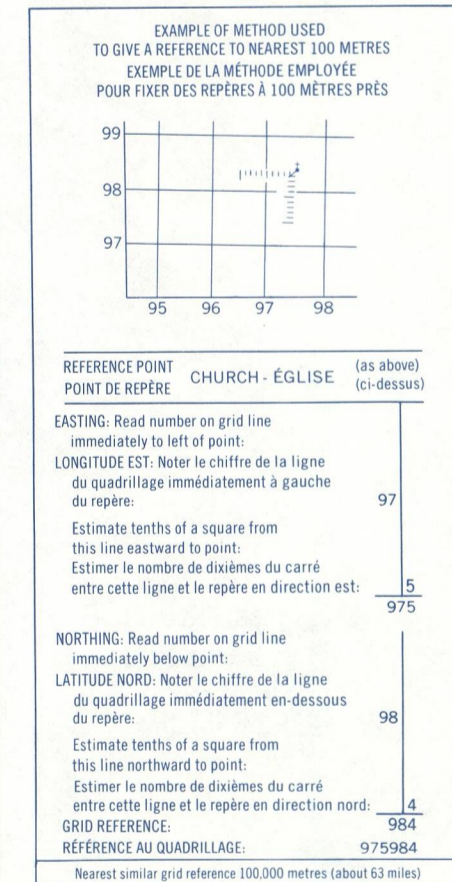 EXAMPLE OF METHOD USED
TO GIVE A REFERENCE TO NEAREST 100 METRES
EXEMPLE DE LA MÉTHODE EMPLOYÉE
POUR FIXER DES REPÈRES À 100 MÈTRES PRÈS
99
98
97
95 96 97 98
REFERENCE POINT
POINT DE REPÈRE
CHURCH - ÉGLISE
(as above)
(ci-dessus)
EASTING: Read number on grid line
immediately to left of point:
LONGITUDE EST: Noter le chiffre de la ligne
du quadrillage immédiatement à gauche
du repère: 97
Estimate tenths of a square from
this line eastward to point:
Estimer le nombre de dixièmes du carré
entre cette ligne et le repère en direction est: 5
975
NORTHING: Read number on grid line
immediately below point:
LATITUDE NORD: Noter le chiffre de la ligne
du quadrillage immédiatement en-dessous
du repère: 98
Estimate tenths of a square from
this line northward to point:
Estimer le nombre de dixièmes du carré
entre cette ligne et le repère en direction nord: 4
GRID REFERENCE: 984
RÉFÉRENCE AU QUADRILLAGE: 975984
Nearest similar grid reference 100,000 metres (about 63 miles)